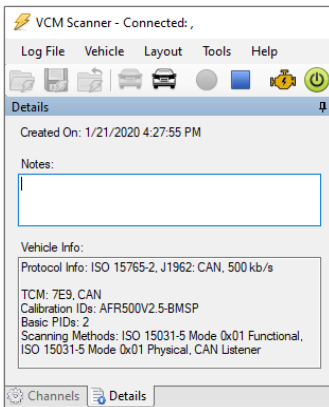 VCM Scanner - Connected: ,
Log File Vehicle Layout Tools Help
Details
Created On: 1/21/2020 4:27:55 PM
Notes:
Vehicle Info:
Protocol Info: ISO 15765-2, J1962: CAN, 500 kb/s
TCM: 7E9, CAN
Calibration IDs: AFR500V2.5-BMSP
Basic PIDs: 2
Scanning Methods: ISO 15031-5 Mode 0x01 Functional,
ISO 15031-5 Mode 0x01 Physical, CAN Listener
Channels Details